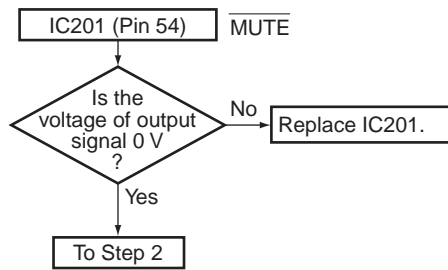 IC201 (Pin 54) MUTE
Is the
voltage of output
signal 0 V
?
No
Replace IC201.
Yes
To Step 2